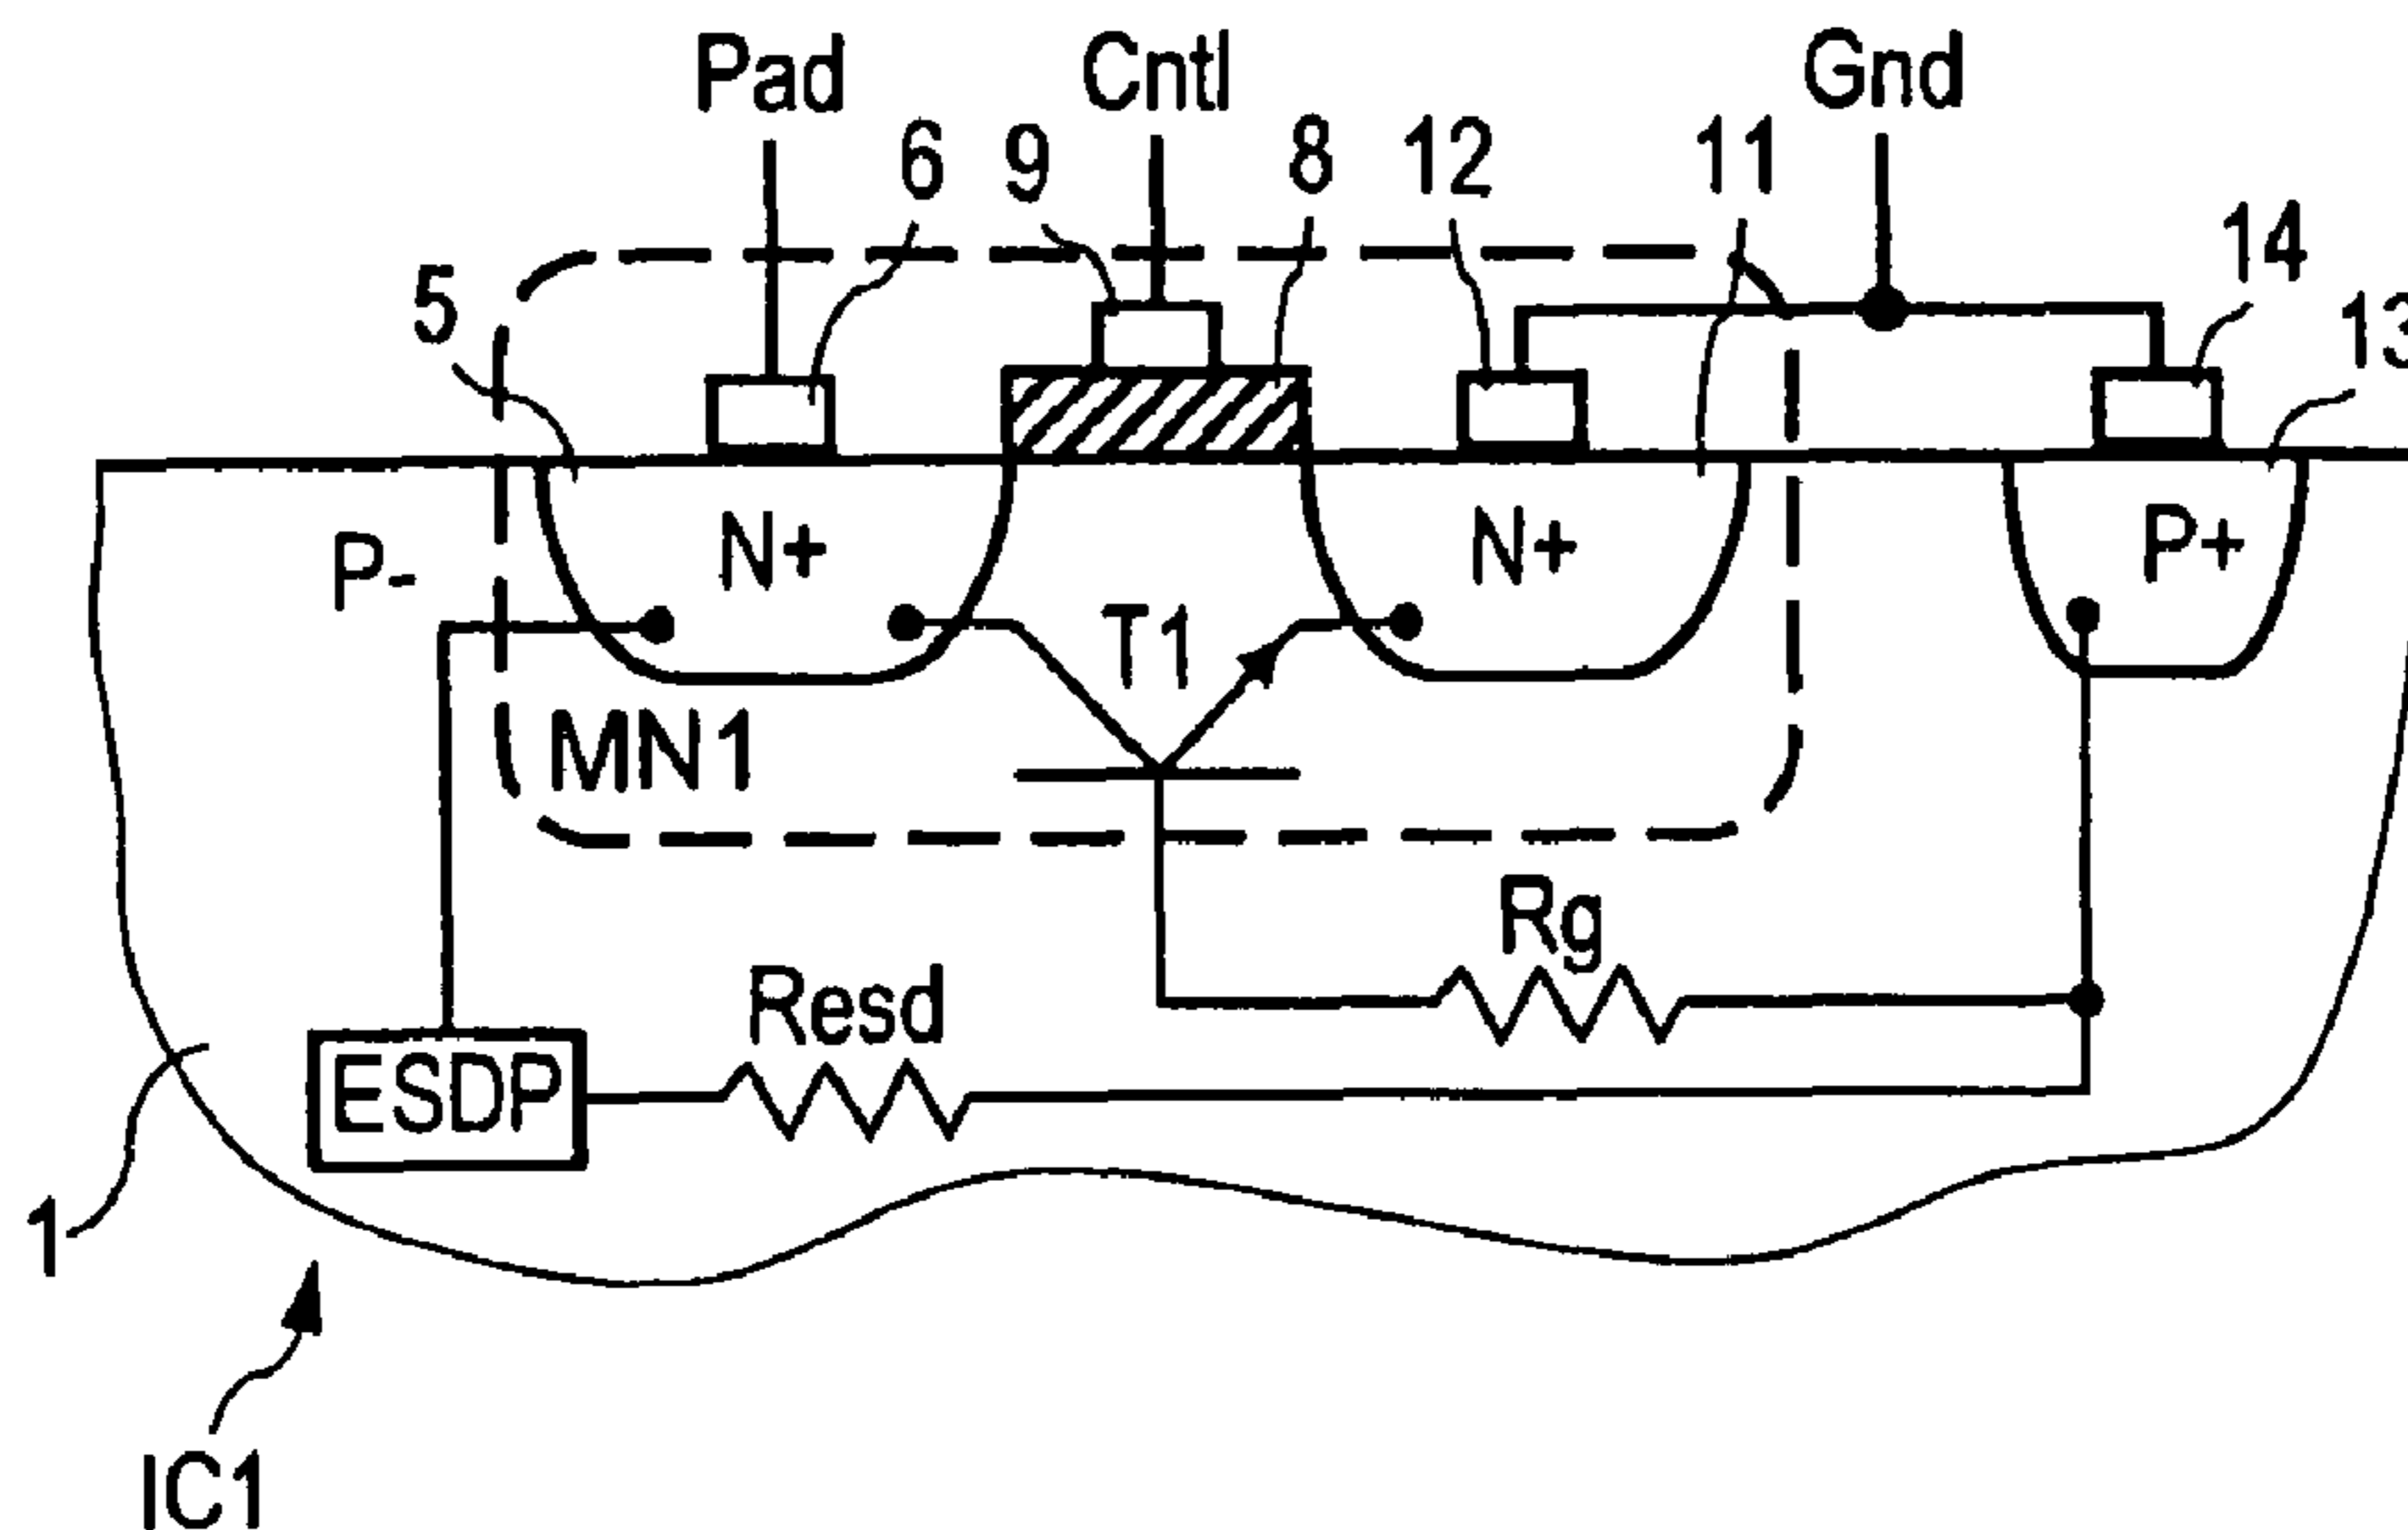 Pad Cntl Gnd
6 9 8 12 11
14
5 13
P- N+ N+ P+
T1
MN1
Rg
Resd
ESDP
1
IC1